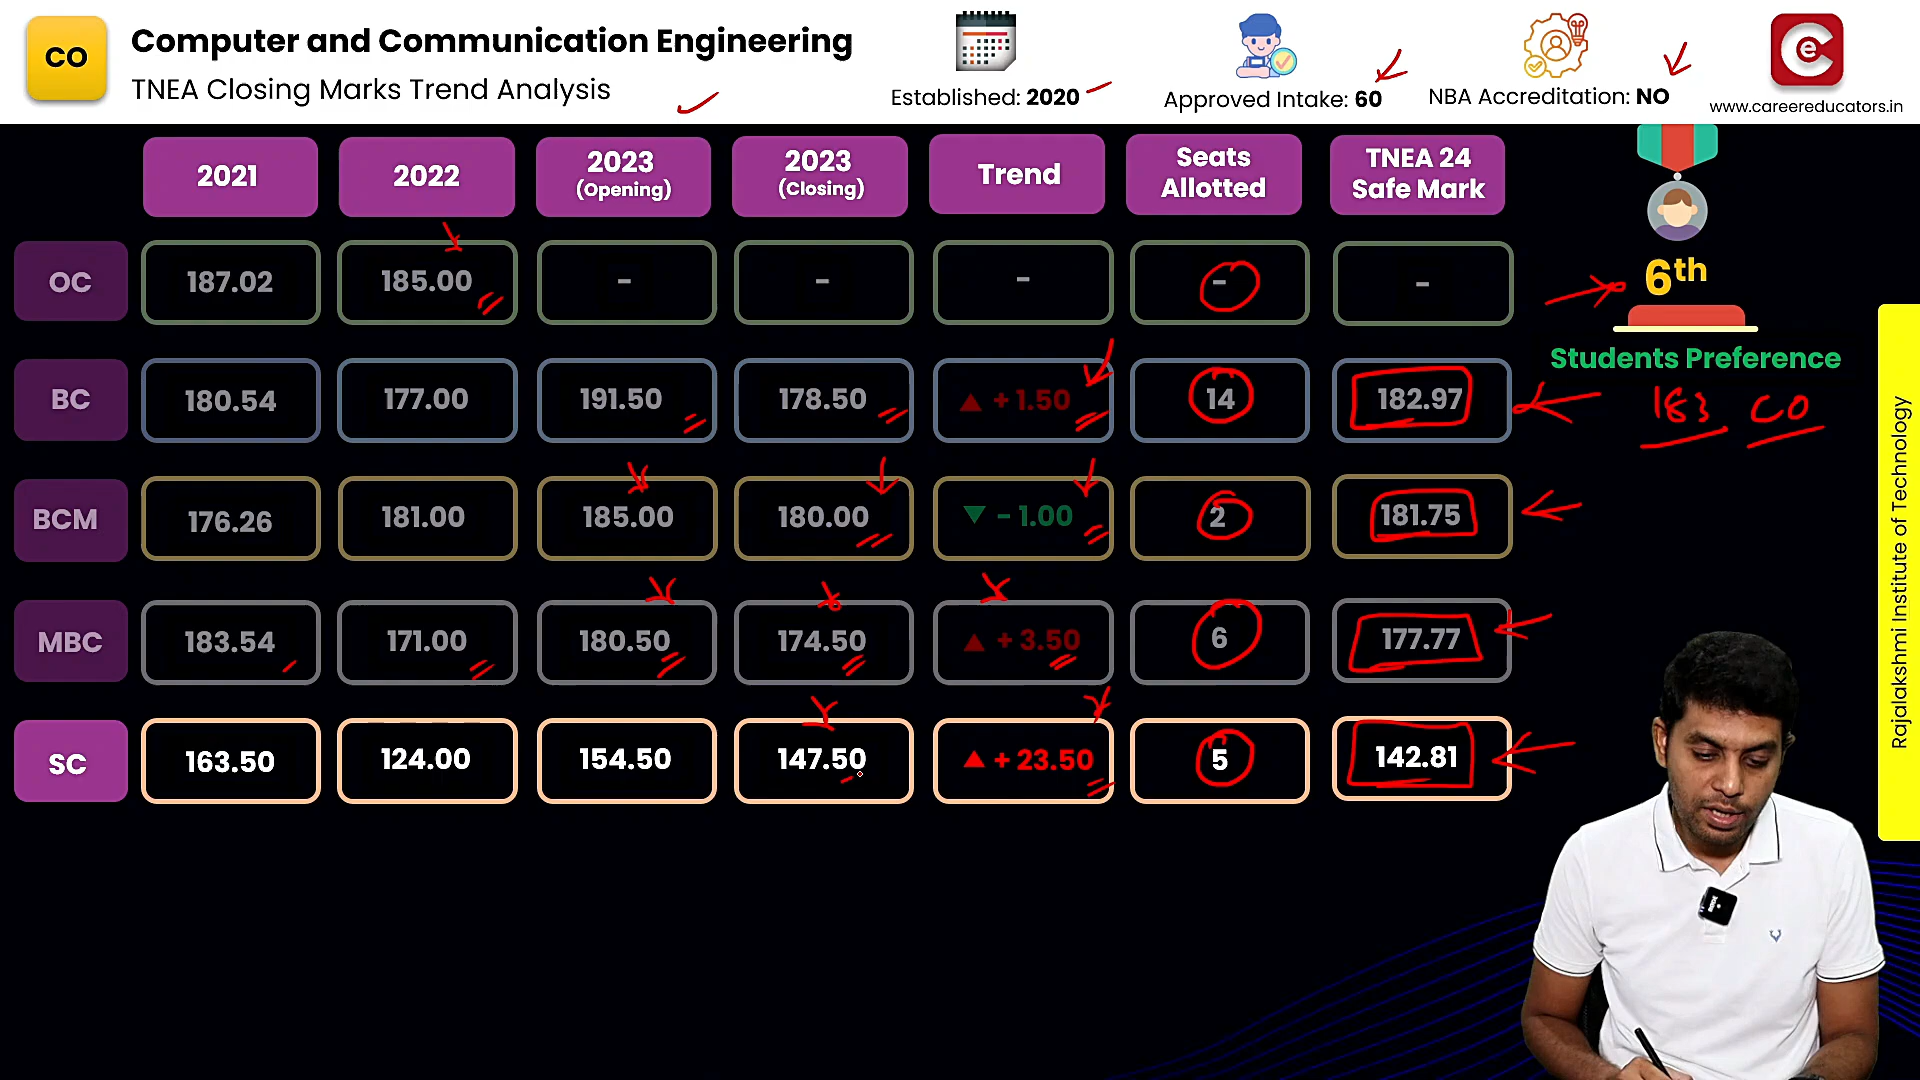 CO
Computer and Communication Engineering
TNEA Closing Marks Trend Analysis
Established: 2020
Approved Intake: 60
NBA Accreditation: NO
e
www.careereducators.in
2021
2022
2023
(Opening)
2023
(Closing)
Trend
Seats
Allotted
TNEA 24
Safe Mark
OC
187.02
185.00
-
-
-
-
-
BC
180.54
177.00
191.50
178.50
▲ + 1.50
14
182.97
BCM
176.26
181.00
185.00
180.00
▼ - 1.00
2
181.75
MBC
183.54
171.00
180.50
174.50
▲ + 3.50
6
177.77
SC
163.50
124.00
154.50
147.50
▲ + 23.50
5
142.81
6th
Students Preference
183 CO
Rajalakshmi Institute of Technology